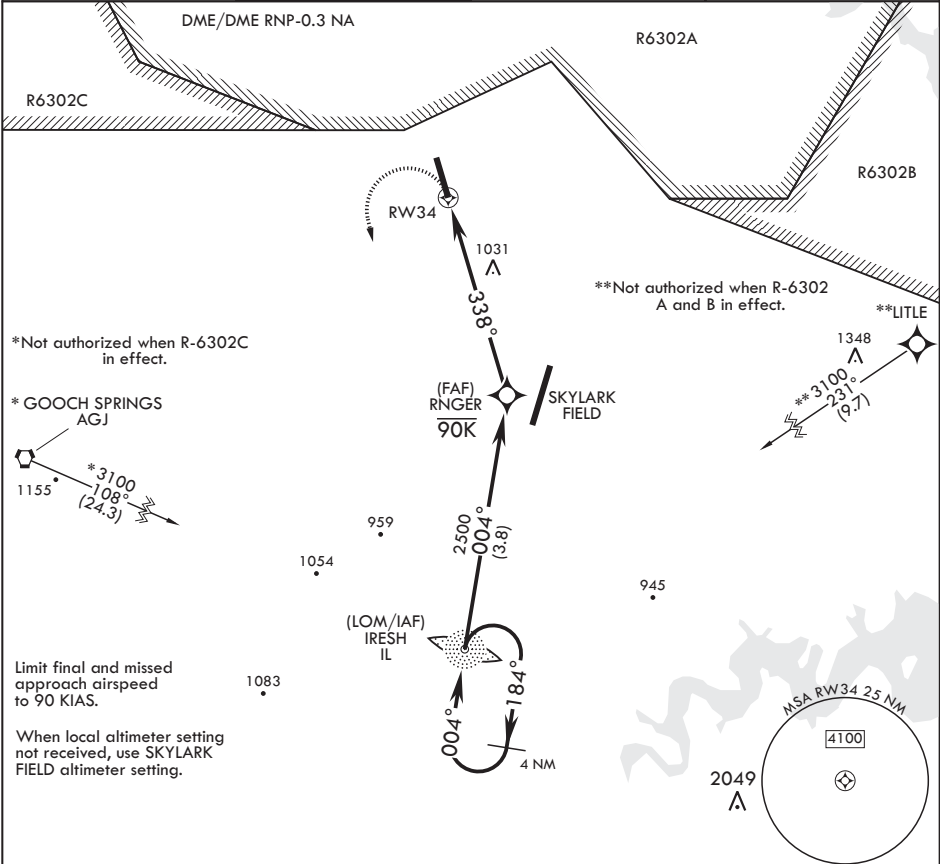 DME/DME RNP-0.3 NA
R6302A
R6302C
R6302B
RW34
1031
**Not authorized when R-6302
A and B in effect.
**LITLE
338°
1348
** 3100
231°
(9.7)
*Not authorized when R-6302C
in effect.
* GOOCH SPRINGS
AGJ
(FAF)
RNGER
90K
SKYLARK
FIELD
1155
*3100
108°
(24.3)
2500
004°
(3.8)
959
1054
945
(LOM/IAF)
IRESH
IL
Limit final and missed
approach airspeed
to 90 KIAS.
1083
004°
184°
4 NM
When local altimeter setting
not received, use SKYLARK
FIELD altimeter setting.
MSA RW34 25 NM
4100
2049